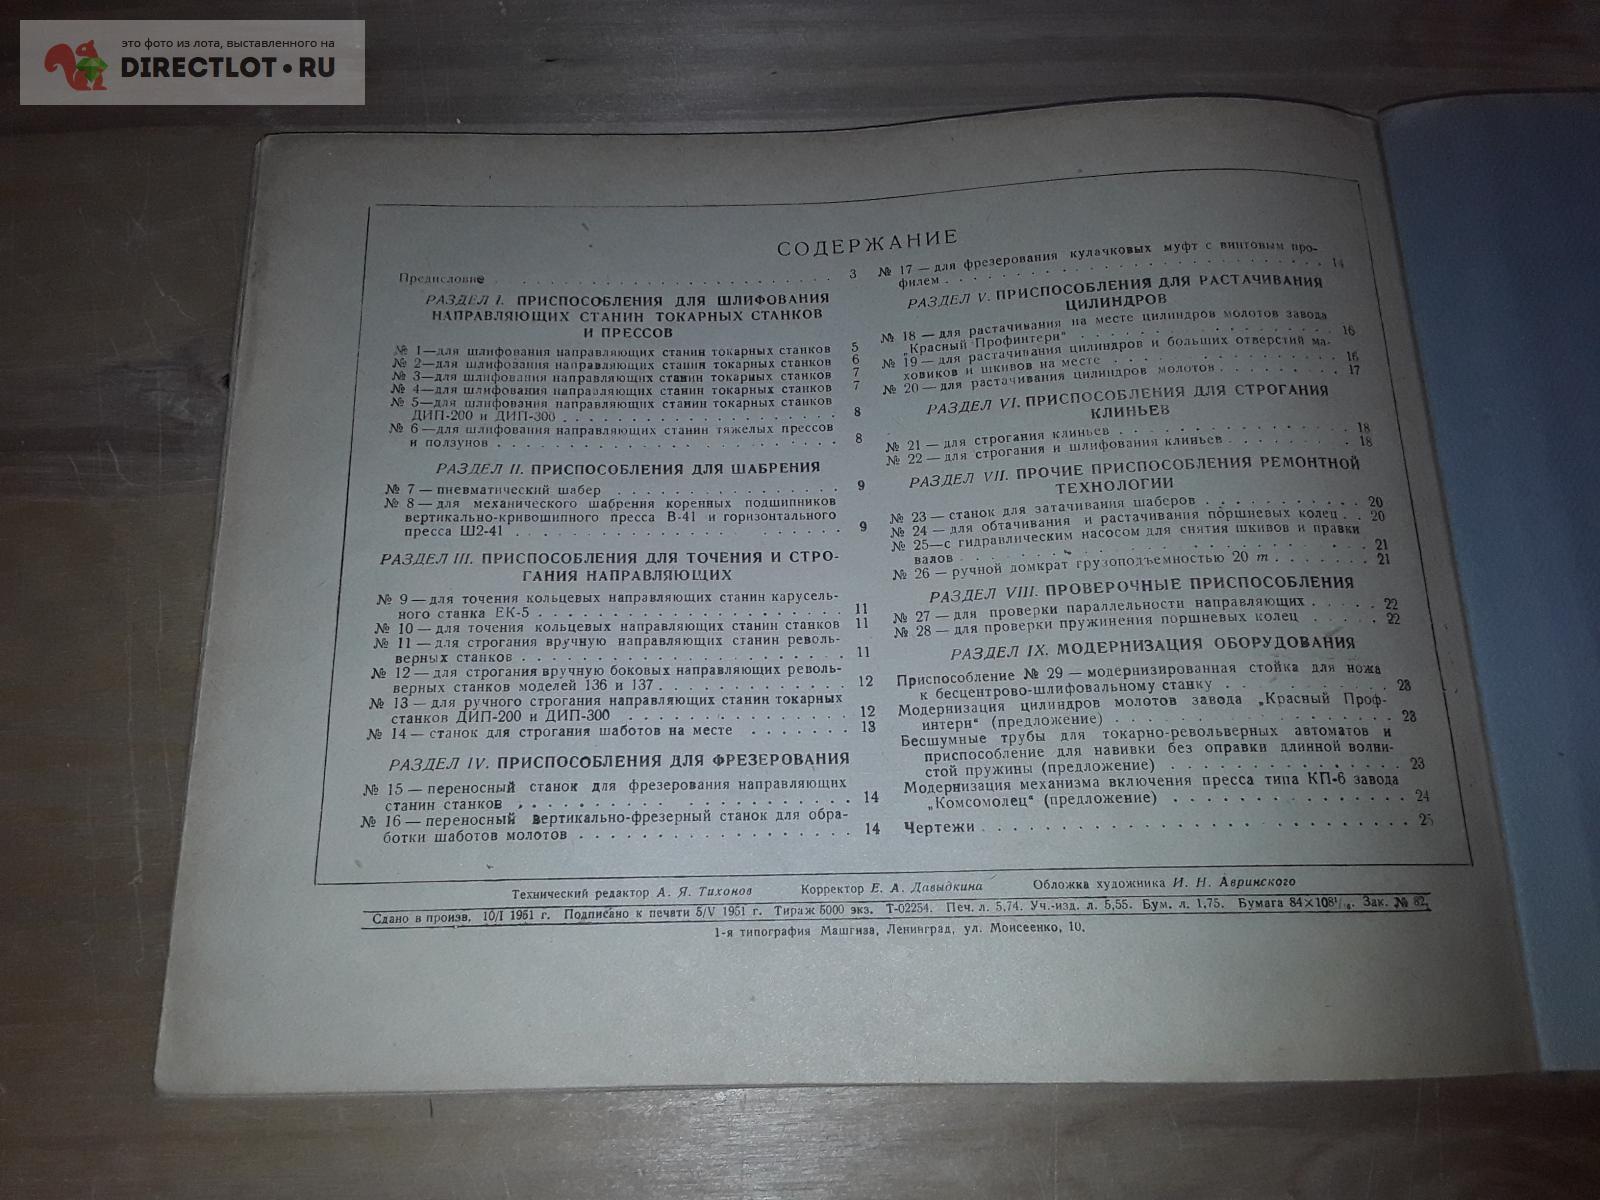 это фото из лота, выставленного на
DIRECTLOT•RU
СОДЕРЖАНИЕ
Предисловие . . . 3
РАЗДЕЛ I. ПРИСПОСОБЛЕНИЯ ДЛЯ ШЛИФОВАНИЯ
НАПРАВЛЯЮЩИХ СТАНИН ТОКАРНЫХ СТАНКОВ
И ПРЕССОВ
№ 1—для шлифования направляющих станин токарных станков 5
№ 2—для шлифования направляющих станин токарных станков 6
№ 3—для шлифования направляющих станин токарных станков 7
№ 4—для шлифования направляющих станин токарных станков 7
№ 5—для шлифования направляющих станин токарных станков
ДИП-200 и ДИП-300 . . . 8
№ 6—для шлифования направляющих станин тяжелых прессов
и ползунов . . . 8
РАЗДЕЛ II. ПРИСПОСОБЛЕНИЯ ДЛЯ ШАБРЕНИЯ
№ 7 — пневматический шабер . . . 9
№ 8 — для механического шабрения коренных подшипников
вертикально-кривошипного пресса В-41 и горизонтального
пресса Ш2-41 . . . 9
РАЗДЕЛ III. ПРИСПОСОБЛЕНИЯ ДЛЯ ТОЧЕНИЯ И СТРО-
ГАНИЯ НАПРАВЛЯЮЩИХ
№ 9 — для точения кольцевых направляющих станин карусель-
ного станка ЕК-5 . . . 11
№ 10 — для точения кольцевых направляющих станин станков 11
№ 11 — для строгания вручную направляющих станин револь-
верных станков . . . 11
№ 12 — для строгания вручную боковых направляющих револь-
верных станков моделей 136 и 137 . . . 12
№ 13 — для ручного строгания направляющих станин токарных
станков ДИП-200 и ДИП-300 . . . 12
№ 14 — станок для строгания шаботов на месте . . . 13
РАЗДЕЛ IV. ПРИСПОСОБЛЕНИЯ ДЛЯ ФРЕЗЕРОВАНИЯ
№ 15 — переносный станок для фрезерования направляющих
станин станков . . . 14
№ 16 — переносный вертикально-фрезерный станок для обра-
ботки шаботов молотов . . . 14
№ 17 — для фрезерования кулачковых муфт с винтовым про-
филем . . . 14
РАЗДЕЛ V. ПРИСПОСОБЛЕНИЯ ДЛЯ РАСТАЧИВАНИЯ
ЦИЛИНДРОВ
№ 18 — для растачивания на месте цилиндров молотов завода
„Красный Профинтерн“ . . . 16
№ 19 — для растачивания цилиндров и больших отверстий ма-
ховиков и шкивов на месте . . . 16
№ 20 — для растачивания цилиндров молотов . . . 17
РАЗДЕЛ VI. ПРИСПОСОБЛЕНИЯ ДЛЯ СТРОГАНИЯ
КЛИНЬЕВ
№ 21 — для строгания клиньев . . . 18
№ 22 — для строгания и шлифования клиньев . . . 18
РАЗДЕЛ VII. ПРОЧИЕ ПРИСПОСОБЛЕНИЯ РЕМОНТНОЙ
ТЕХНОЛОГИИ
№ 23 — станок для затачивания шаберов . . . 20
№ 24 — для обтачивания и растачивания поршневых колец . . 20
№ 25—с гидравлическим насосом для снятия шкивов и правки
валов . . . 21
№ 26 — ручной домкрат грузоподъемностью 20 т . . . 21
РАЗДЕЛ VIII. ПРОВЕРОЧНЫЕ ПРИСПОСОБЛЕНИЯ
№ 27 — для проверки параллельности направляющих . . . 22
№ 28 — для проверки пружинения поршневых колец . . . 22
РАЗДЕЛ IX. МОДЕРНИЗАЦИЯ ОБОРУДОВАНИЯ
Приспособление № 29 — модернизированная стойка для ножа
к бесцентрово-шлифовальному станку . . . 23
Модернизация цилиндров молотов завода „Красный Проф-
интерн“ (предложение) . . . 23
Бесшумные трубы для токарно-револьверных автоматов и
приспособление для навивки без оправки длинной волни-
стой пружины (предложение) . . . 23
Модернизация механизма включения пресса типа КП-6 завода
„Комсомолец“ (предложение) . . . 24
Чертежи . . . 25
Технический редактор А. Я. Тихонов Корректор Е. А. Давыдкина Обложка художника И. Н. Авринского
Сдано в произв. 10/I 1951 г. Подписано к печати 5/V 1951 г. Тираж 5000 экз. Т-02254. Печ. л. 5,74. Уч.-изд. л. 5,55. Бум. л. 1,75. Бумага 84×108¹/₁₆. Зак. № 82.
1-я типография Машгиза, Ленинград, ул. Моисеенко, 10.